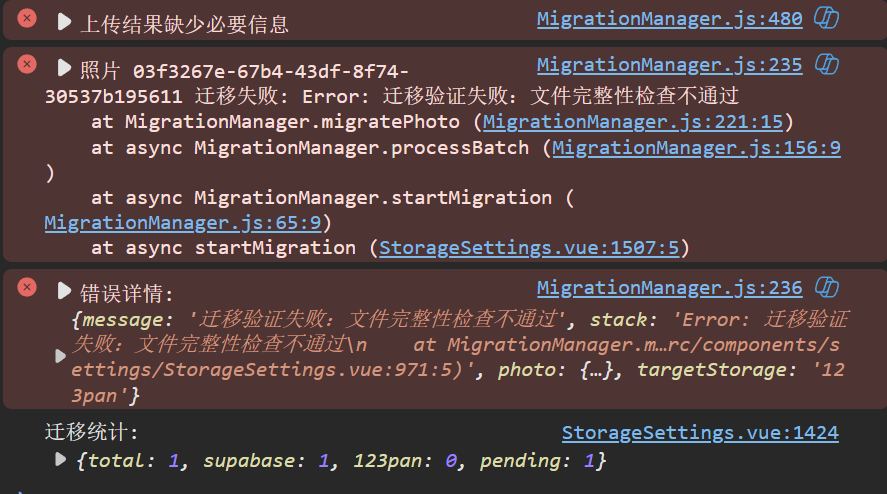 上传结果缺少必要信息 MigrationManager.js:480
照片 03f3267e-67b4-43df-8f74- MigrationManager.js:235
30537b195611 迁移失败: Error: 迁移验证失败：文件完整性检查不通过
at MigrationManager.migratePhoto (MigrationManager.js:221:15)
at async MigrationManager.processBatch (MigrationManager.js:156:9
)
at async MigrationManager.startMigration (
MigrationManager.js:65:9)
at async startMigration (StorageSettings.vue:1507:5)
错误详情: MigrationManager.js:236
{message: '迁移验证失败：文件完整性检查不通过', stack: 'Error: 迁移验证
失败：文件完整性检查不通过\n    at MigrationManager.m…rc/components/s
ettings/StorageSettings.vue:971:5)', photo: {…}, targetStorage: '12
3pan'}
迁移统计: StorageSettings.vue:1424
{total: 1, supabase: 1, 123pan: 0, pending: 1}